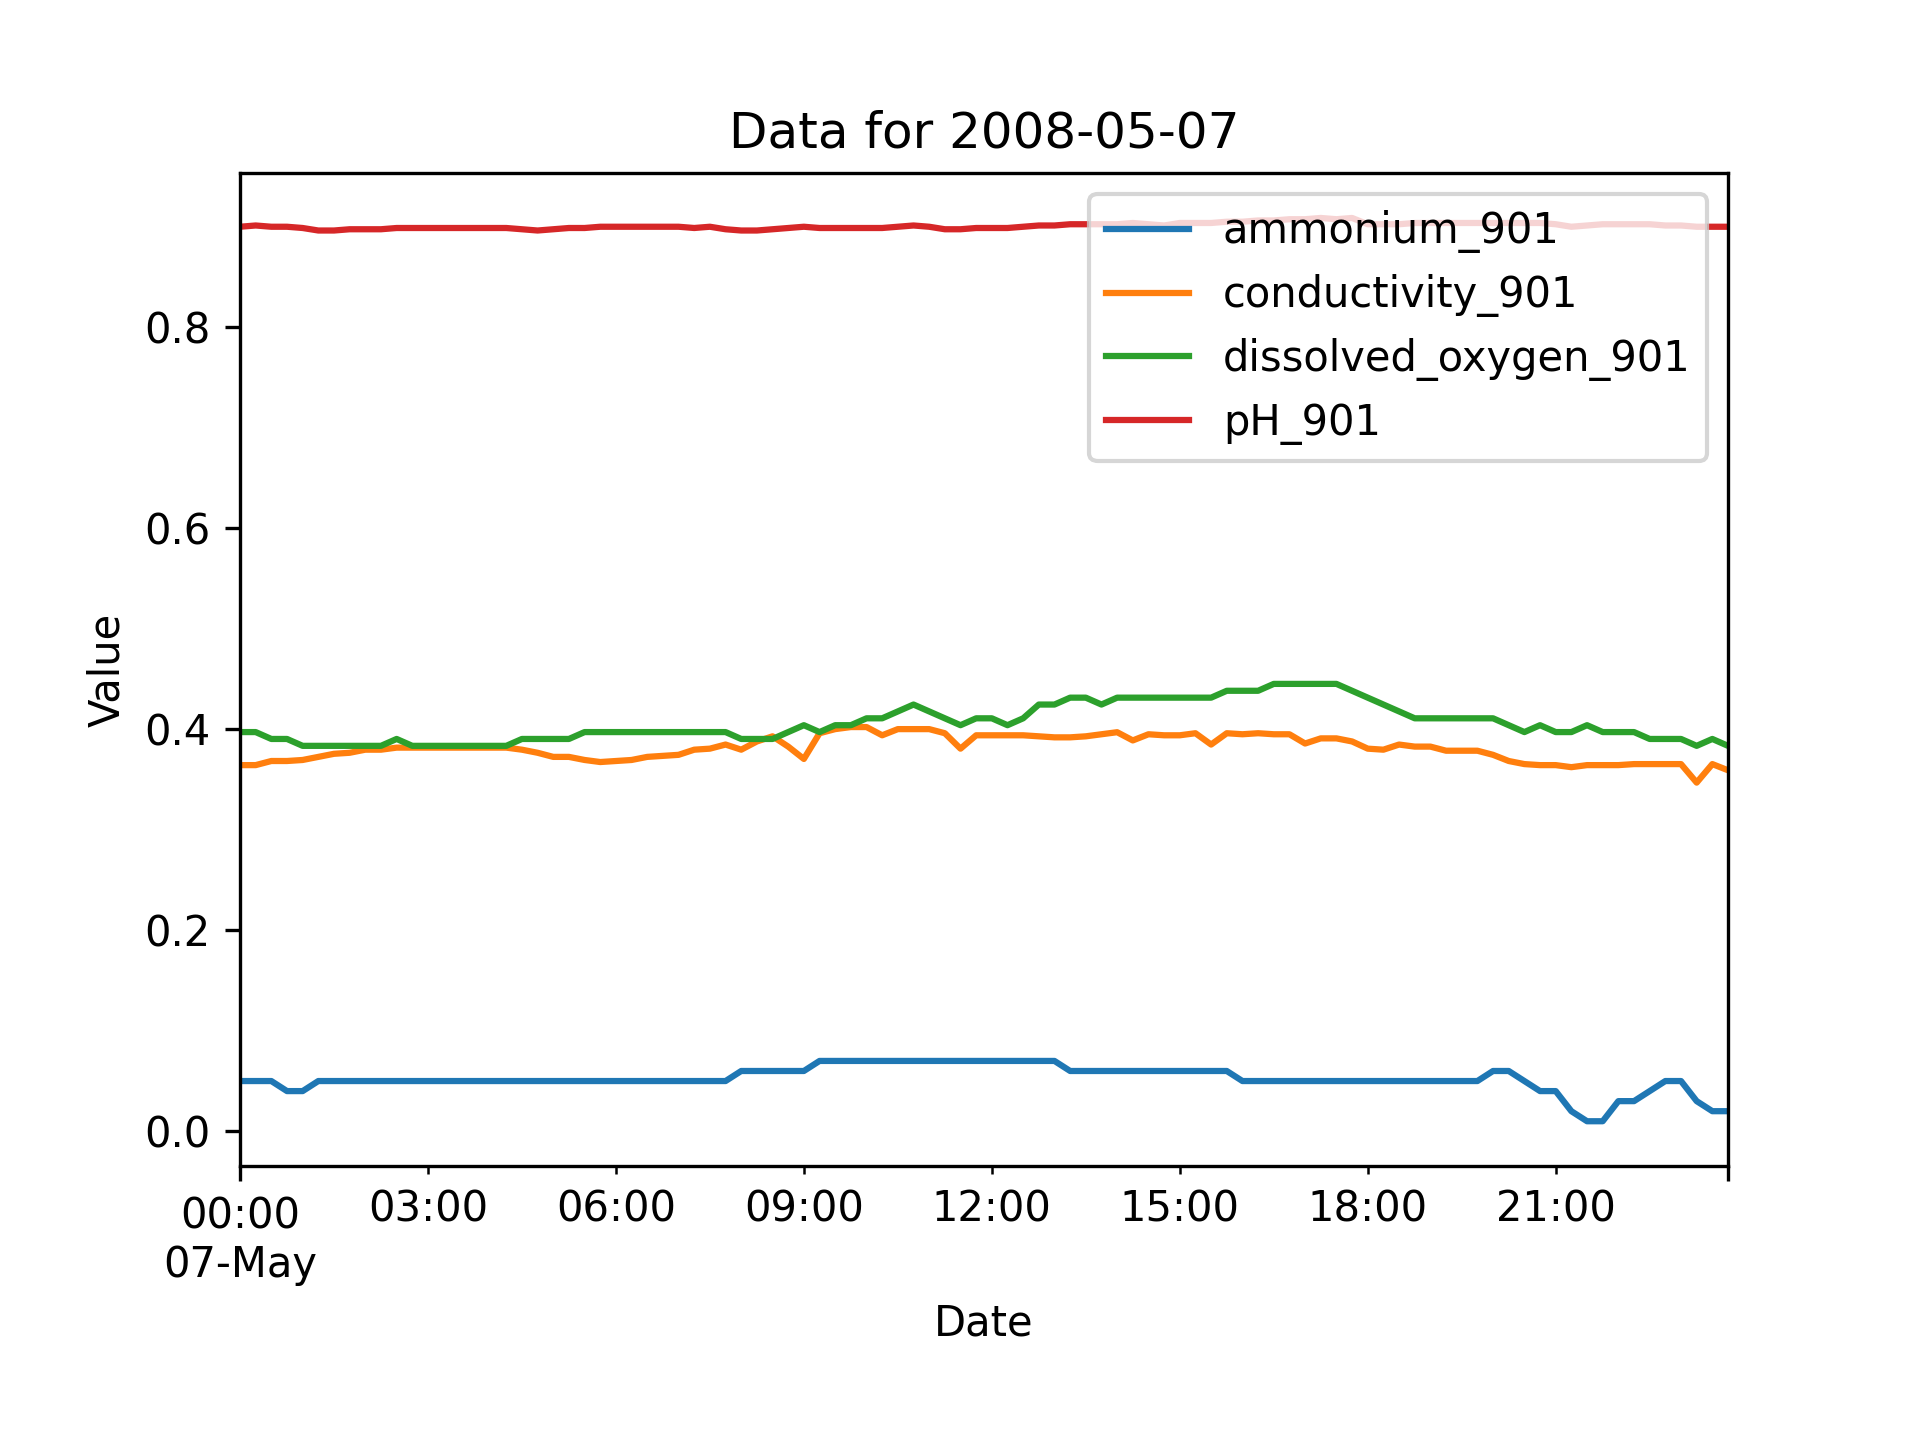 Data for 2008-05-07
ammonium_901
conductivity_901
dissolved_oxygen_901
pH_901
0.8
0.6
0.4
0.2
0.0
Value
00:00 03:00 06:00 09:00 12:00 15:00 18:00 21:00
07-May
Date